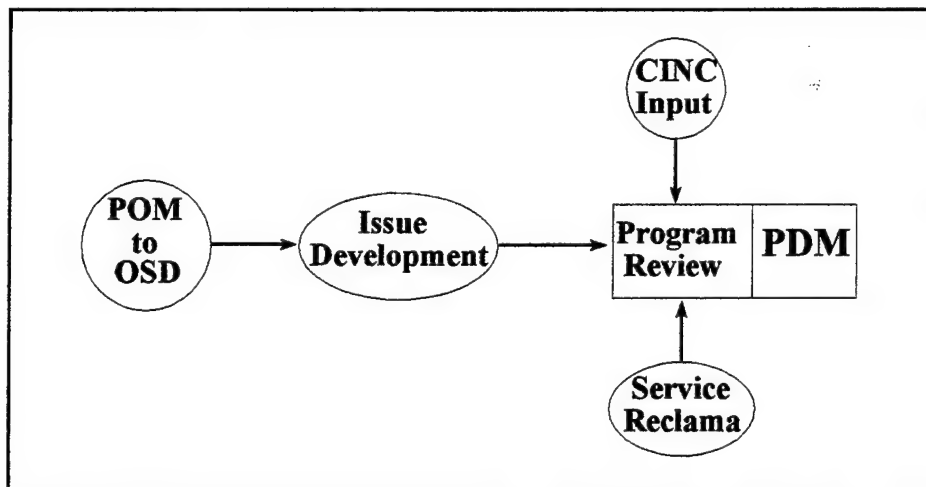 CINC
Input
POM
to
OSD
Issue
Development
Program
Review
PDM
Service
Reclama